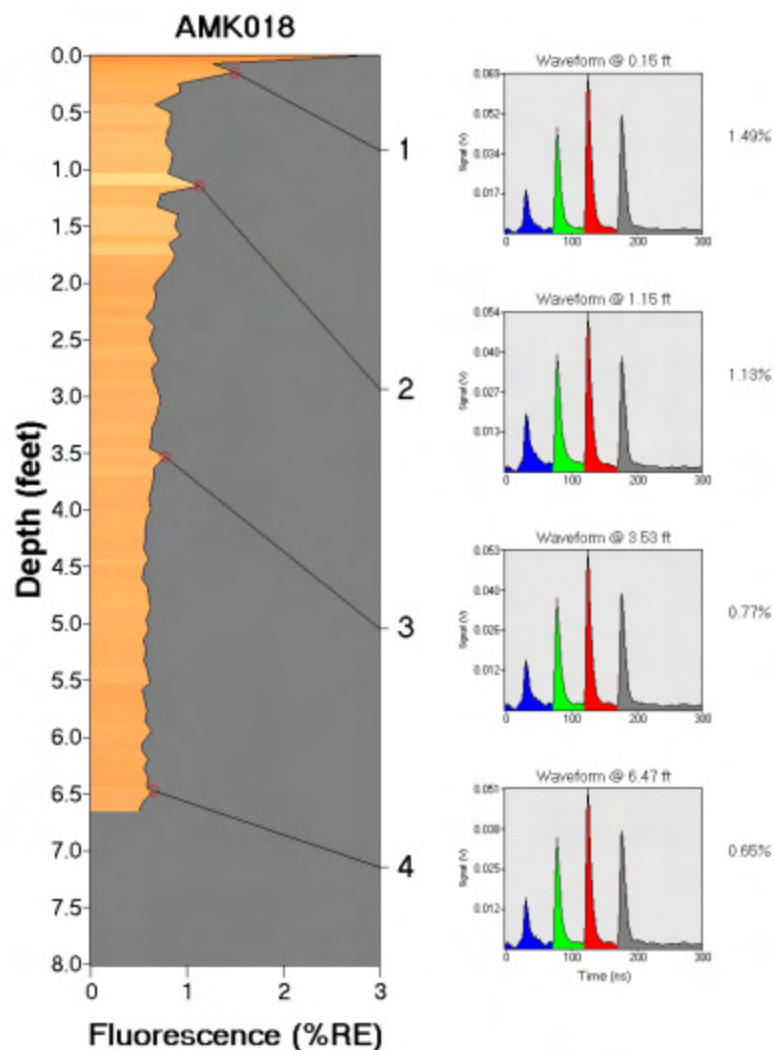 AMK018
Depth (feet)
0.0
0.5
1.0
1.5
2.0
2.5
3.0
3.5
4.0
4.5
5.0
5.5
6.0
6.5
7.0
7.5
8.0
0 1 2 3
Fluorescence (%RE)
1
2
3
4
Waveform @ 0.15 ft
Signal (V)
0.069
0.052
0.034
0.017
0 100 200 300
1.49%
Waveform @ 1.15 ft
Signal (V)
0.054
0.040
0.027
0.013
0 100 200 300
1.13%
Waveform @ 3.53 ft
Signal (V)
0.053
0.040
0.026
0.012
0 100 200 300
0.77%
Waveform @ 6.47 ft
Signal (V)
0.051
0.038
0.025
0.012
0 100 200 300
Time (ns)
0.65%